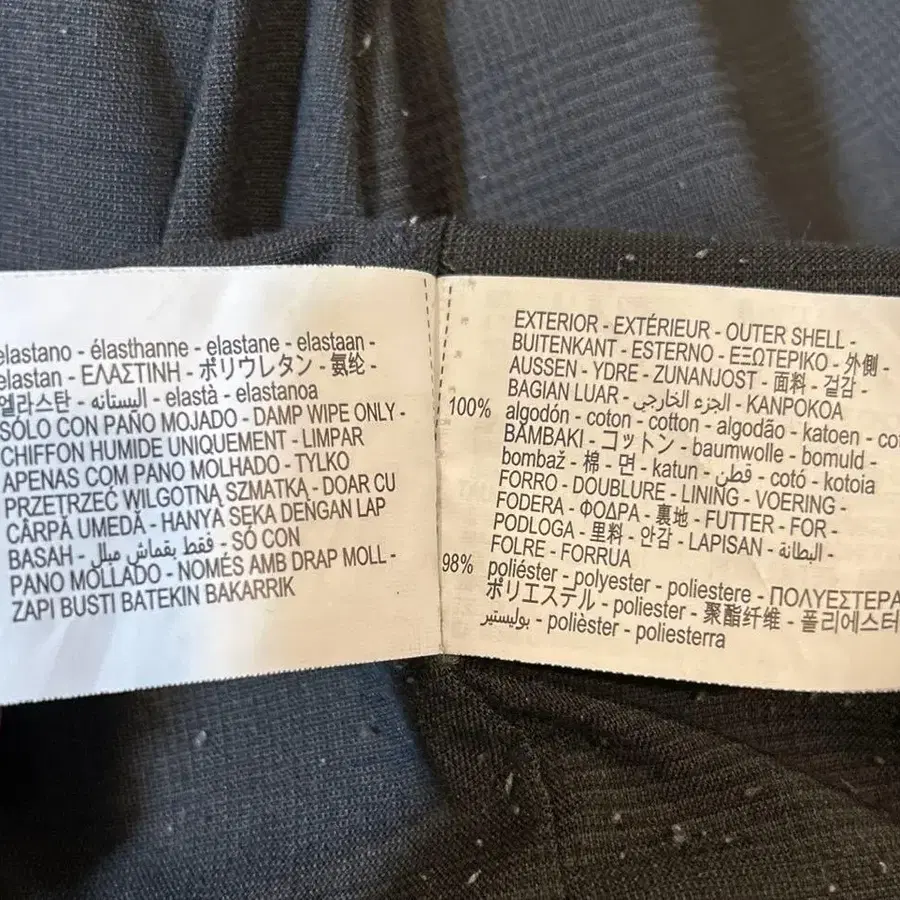 elastano - élasthanne - elastane - elastaan -
elastan - ΕΛΑΣΤΙΝΗ - ポリウレタン - 氨纶 -
엘라스탄 - اليستانه - elastà - elastanoa
SÓLO CON PAÑO MOJADO - DAMP WIPE ONLY -
CHIFFON HUMIDE UNIQUEMENT - LIMPAR
APENAS COM PANO MOLHADO - TYLKO
PRZETRZEĆ WILGOTNĄ SZMATKĄ - DOAR CU
CÂRPĂ UMEDĂ - HANYA SEKA DENGAN LAP
BASAH - فقط بقماش مبلل - SÓ CON
PANO MOLLADO - NOMÉS AMB DRAP MOLL -
ZAPI BUSTI BATEKIN BAKARRIK
EXTERIOR - EXTÉRIEUR - OUTER SHELL -
BUITENKANT - ESTERNO - ΕΞΩΤΕΡΙΚΟ - 外側 -
AUSSEN - YDRE - ZUNANJOST - 面料 - 겉감 -
BAGIAN LUAR - الجزء الخارجي - KANPOKOA
100% algodón - coton - cotton - algodão - katoen - cot
ΒΑΜΒΑΚΙ - コットン - baumwolle - bomuld -
bombaž - 棉 - 면 - katun - قطن - cotó - kotoia
FORRO - DOUBLURE - LINING - VOERING -
FODERA - ΦΟΔΡΑ - 裏地 - FUTTER - FOR -
PODLOGA - 里料 - 안감 - LAPISAN - البطانة -
FOLRE - FORRUA
98% poliéster - polyester - poliestere - ΠΟΛΥΕΣΤΕΡΑ
ポリエステル - poliester - 聚酯纤维 - 폴리에스터
بوليستير - polièster - poliesterra